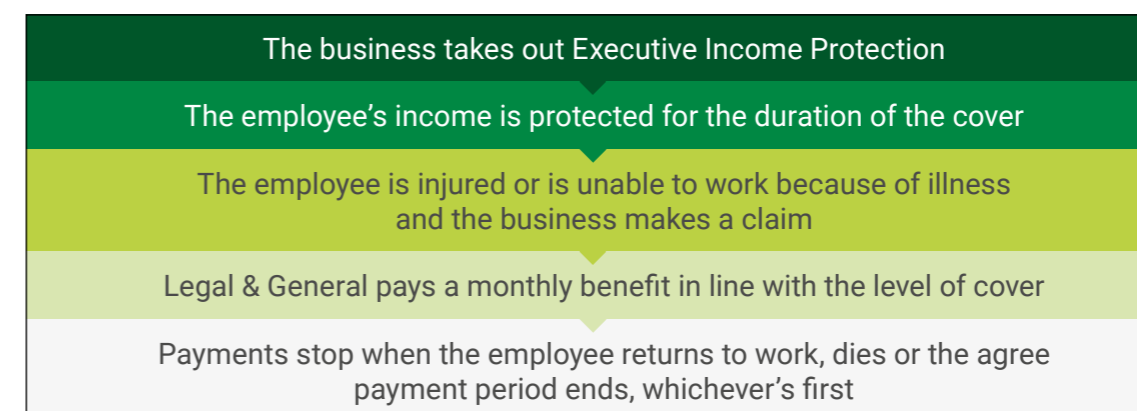 The business takes out Executive Income Protection
The employee’s income is protected for the duration of the cover
The employee is injured or is unable to work because of illness
and the business makes a claim
Legal & General pays a monthly benefit in line with the level of cover
Payments stop when the employee returns to work, dies or the agree
payment period ends, whichever’s first